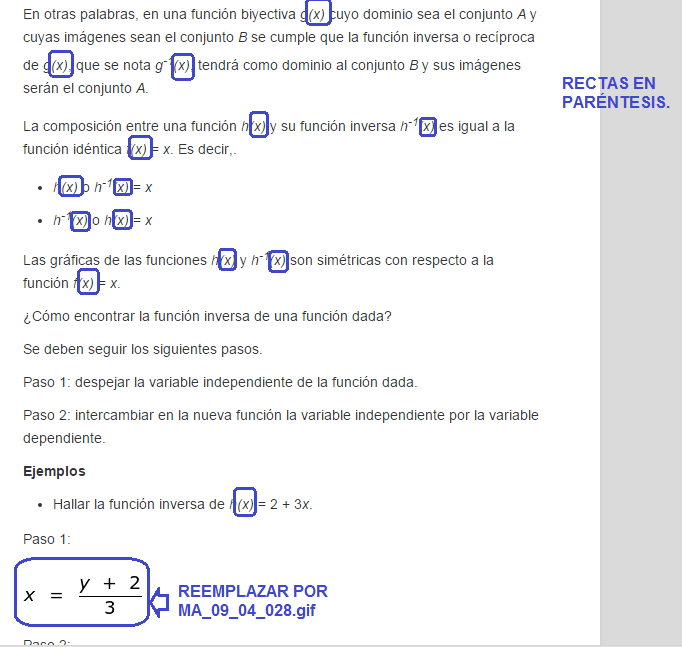 En otras palabras, en una función biyectiva g(x) cuyo dominio sea el conjunto A y
cuyas imágenes sean el conjunto B se cumple que la función inversa o recíproca
de g(x), que se nota g⁻¹(x), tendrá como dominio al conjunto B y sus imágenes
serán el conjunto A.
RECTAS EN
PARÉNTESIS.
La composición entre una función h(x) y su función inversa h⁻¹(x) es igual a la
función idéntica f(x) = x. Es decir,.
• h(x) o h⁻¹(x) = x
• h⁻¹(x) o h(x) = x
Las gráficas de las funciones h(x) y h⁻¹(x) son simétricas con respecto a la
función f(x) = x.
¿Cómo encontrar la función inversa de una función dada?
Se deben seguir los siguientes pasos.
Paso 1: despejar la variable independiente de la función dada.
Paso 2: intercambiar en la nueva función la variable independiente por la variable
dependiente.
Ejemplos
• Hallar la función inversa de h(x) = 2 + 3x.
Paso 1:
x = (y + 2)/3
REEMPLAZAR POR
MA_09_04_028.gif
Paso 2: